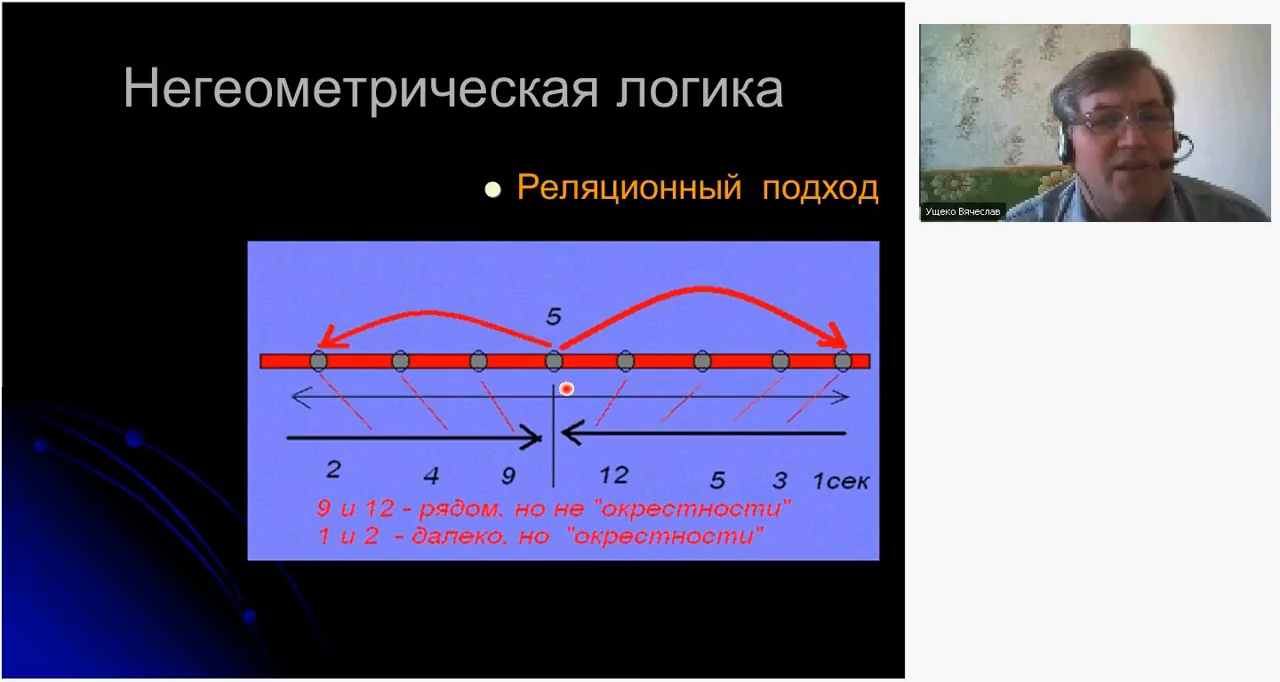 Негеометрическая логика
Реляционный подход
5
2 4 9 12 5 3 1сек
9 и 12 - рядом, но не "окрестности"
1 и 2 - далеко, но "окрестности"
Ущеко Вячеслав